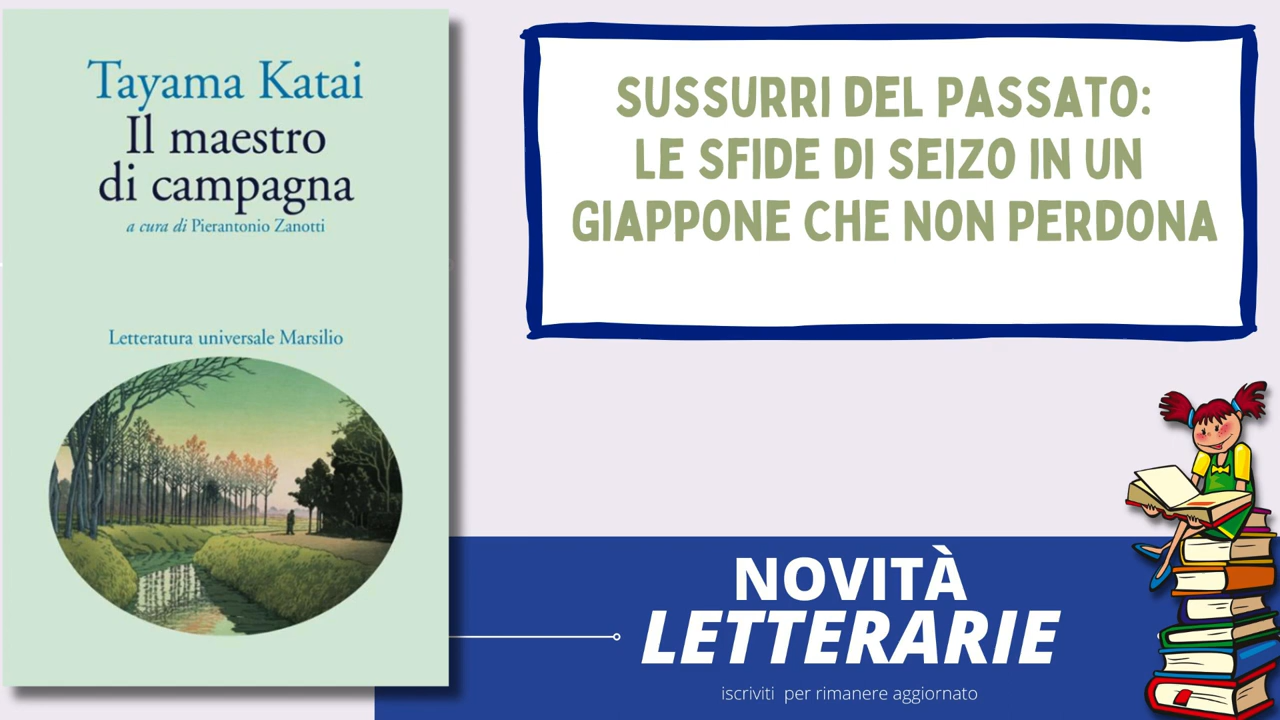 Tayama Katai
Il maestro
di campagna
a cura di Pierantonio Zanotti
Letteratura universale Marsilio
SUSSURRI DEL PASSATO:
LE SFIDE DI SEIZO IN UN
GIAPPONE CHE NON PERDONA
NOVITÀ
LETTERARIE
iscriviti per rimanere aggiornato